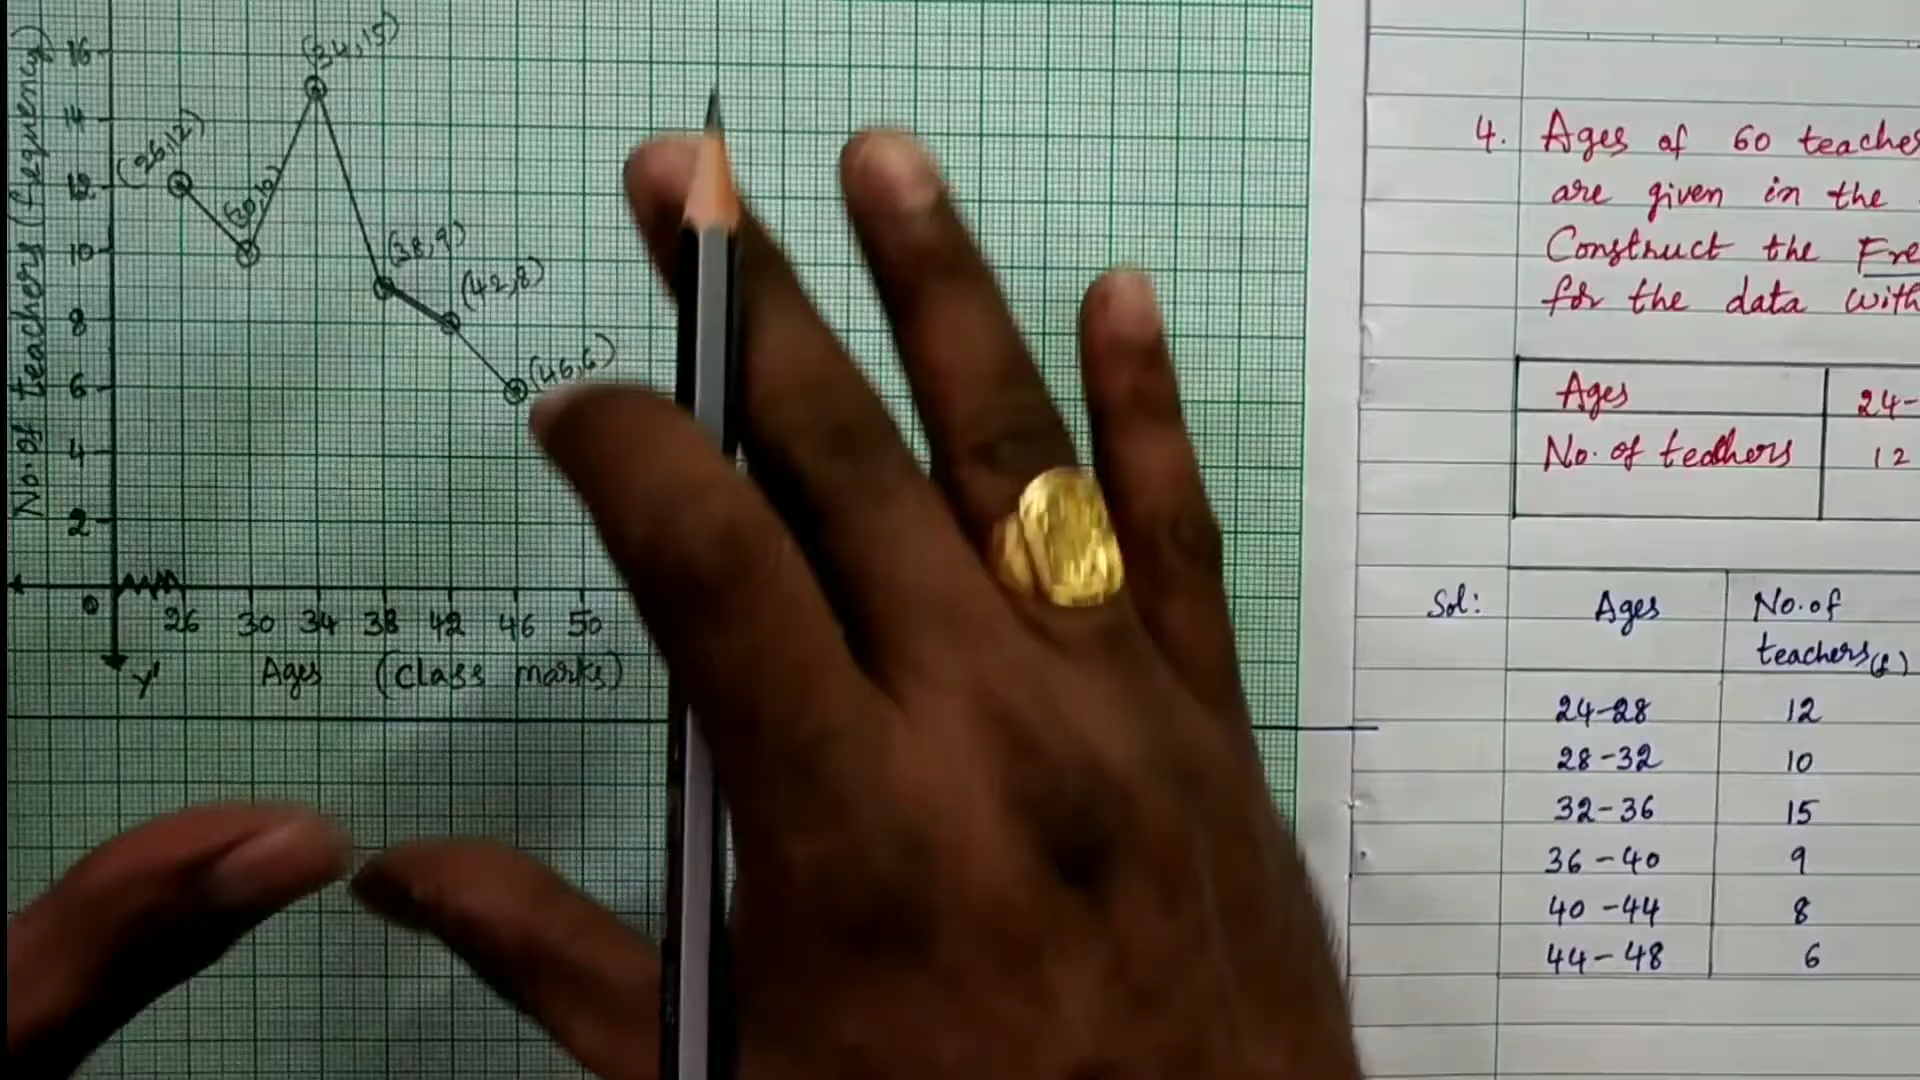 No. of teachers (frequency)
16
14
12
10
8
6
4
2
0
(26,12)
(30,10)
(34,15)
(38,9)
(42,8)
(46,6)
26 30 34 38 42 46 50
Y' Ages (class marks)
4. Ages of 60 teache
are given in the
Construct the Fre
for the data with
Ages 24-
No. of teachers 12
Sol: Ages No. of
teachers (f)
24-28 12
28-32 10
32-36 15
36-40 9
40-44 8
44-48 6